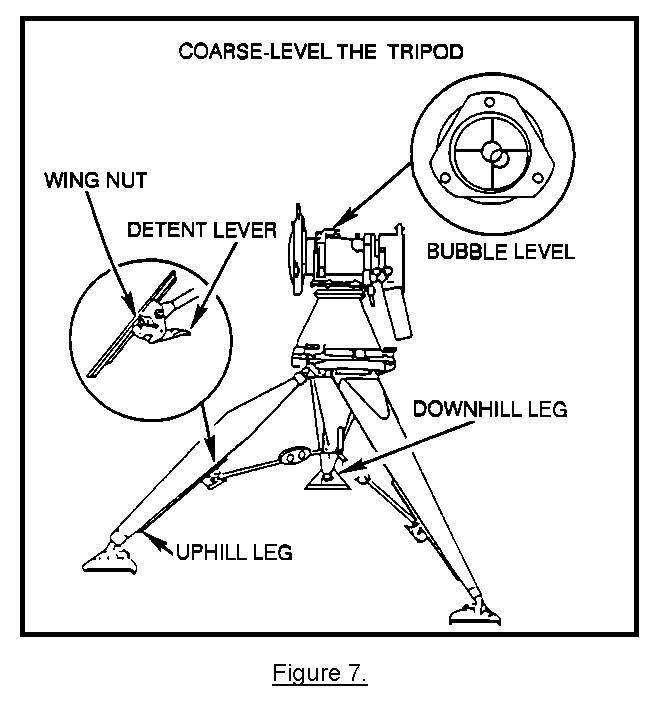 COARSE-LEVEL THE TRIPOD
WING NUT
DETENT LEVER
BUBBLE LEVEL
DOWNHILL LEG
UPHILL LEG
Figure 7.